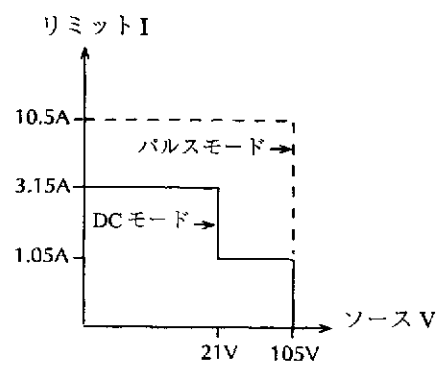 リミット I
10.5A
パルスモード
3.15A
DC モード
1.05A
ソース V
21V
105V